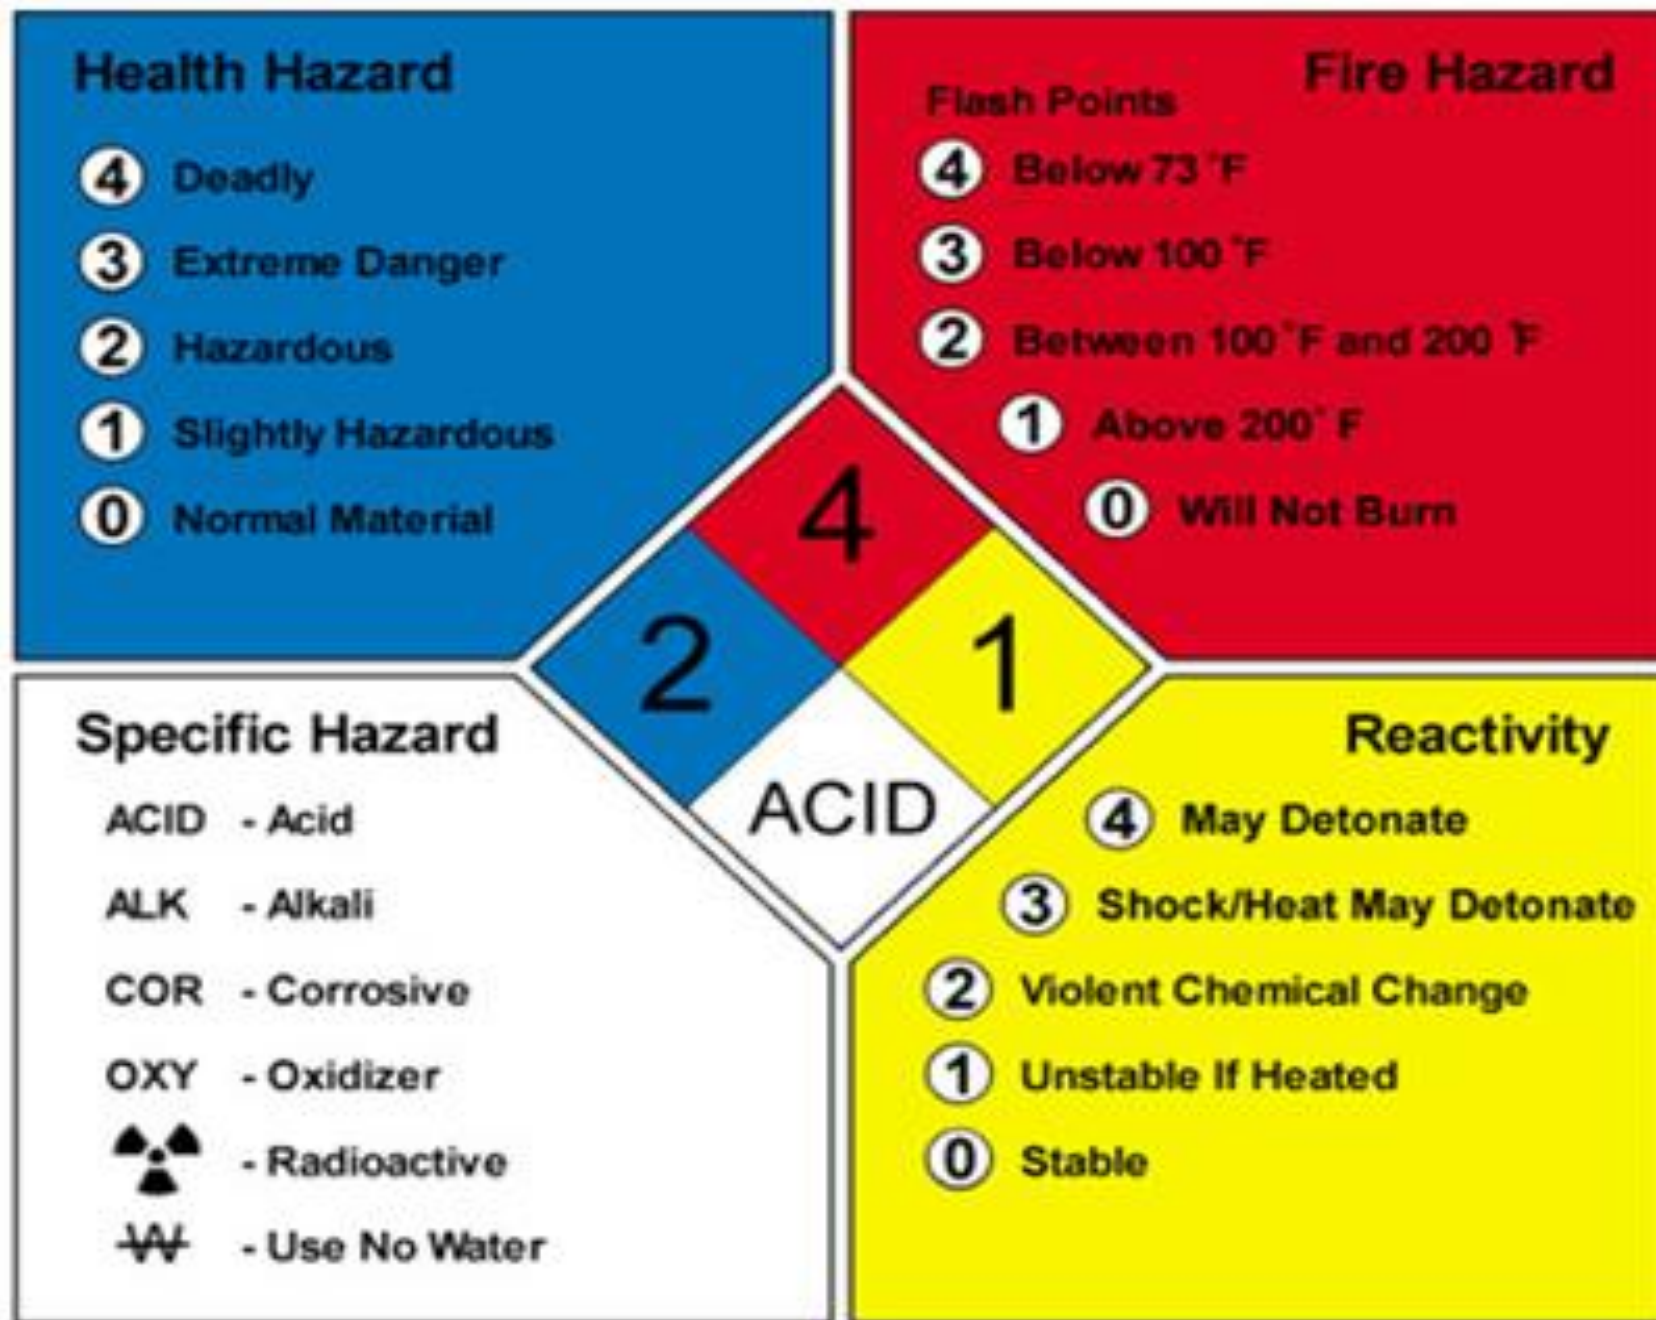 Health Hazard
4 Deadly
3 Extreme Danger
2 Hazardous
1 Slightly Hazardous
0 Normal Material
Fire Hazard
Flash Points
4 Below 73 °F
3 Below 100 °F
2 Between 100 °F and 200 °F
1 Above 200° F
0 Will Not Burn
4
2
1
ACID
Specific Hazard
ACID - Acid
ALK - Alkali
COR - Corrosive
OXY - Oxidizer
- Radioactive
W - Use No Water
Reactivity
4 May Detonate
3 Shock/Heat May Detonate
2 Violent Chemical Change
1 Unstable If Heated
0 Stable